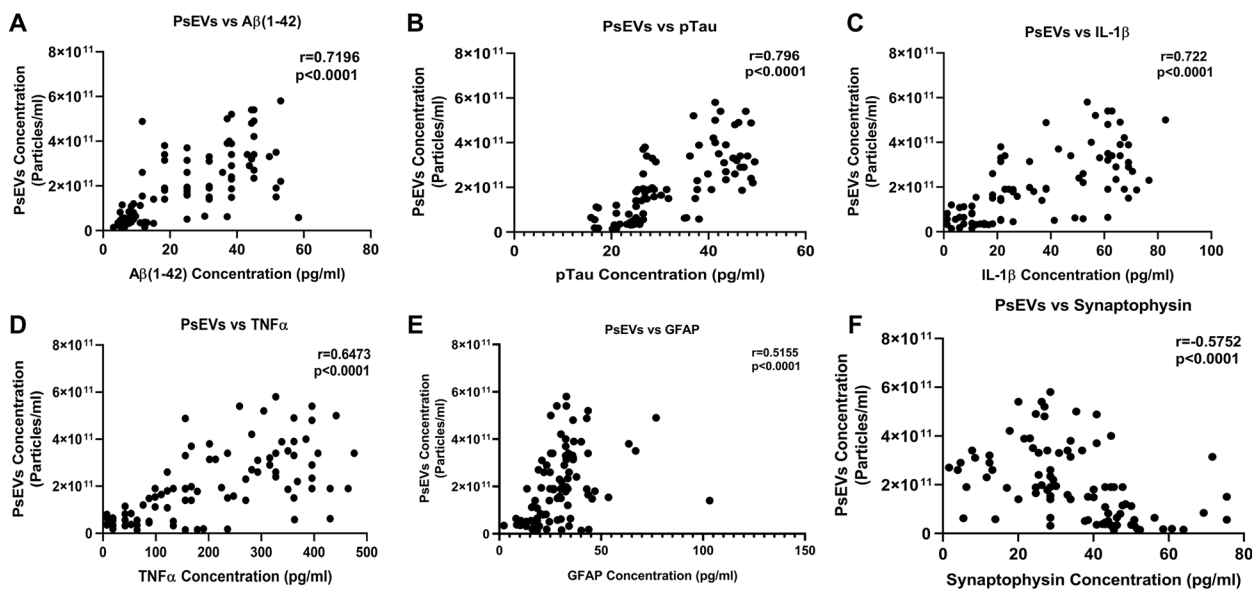 A
PsEVs vs Aβ(1-42)
r=0.7196
p<0.0001
8×10¹¹
6×10¹¹
4×10¹¹
2×10¹¹
0
PsEVs Concentration
(Particles/ml)
0 20 40 60 80
Aβ(1-42) Concentration (pg/ml)
B
PsEVs vs pTau
r=0.796
p<0.0001
8×10¹¹
6×10¹¹
4×10¹¹
2×10¹¹
0
PsEVs Concentration
(Particles/ml)
0 20 40 60
pTau Concentration (pg/ml)
C
PsEVs vs IL-1β
r=0.722
p<0.0001
8×10¹¹
6×10¹¹
4×10¹¹
2×10¹¹
0
PsEVs Concentration
(Particles/ml)
0 20 40 60 80 100
IL-1β Concentration (pg/ml)
D
PsEVs vs TNFα
r=0.6473
p<0.0001
8×10¹¹
6×10¹¹
4×10¹¹
2×10¹¹
0
PsEVs Concentration
(Particles/ml)
0 100 200 300 400 500
TNFα Concentration (pg/ml)
E
PsEVs vs GFAP
r=0.5155
p<0.0001
8×10¹¹
6×10¹¹
4×10¹¹
2×10¹¹
0
PsEVs Concentration
(Particles/ml)
0 50 100 150
GFAP Concentration (pg/ml)
F
PsEVs vs Synaptophysin
r=-0.5752
p<0.0001
8×10¹¹
6×10¹¹
4×10¹¹
2×10¹¹
0
PsEVs Concentration
(Particles/ml)
0 20 40 60 80
Synaptophysin Concentration (pg/ml)